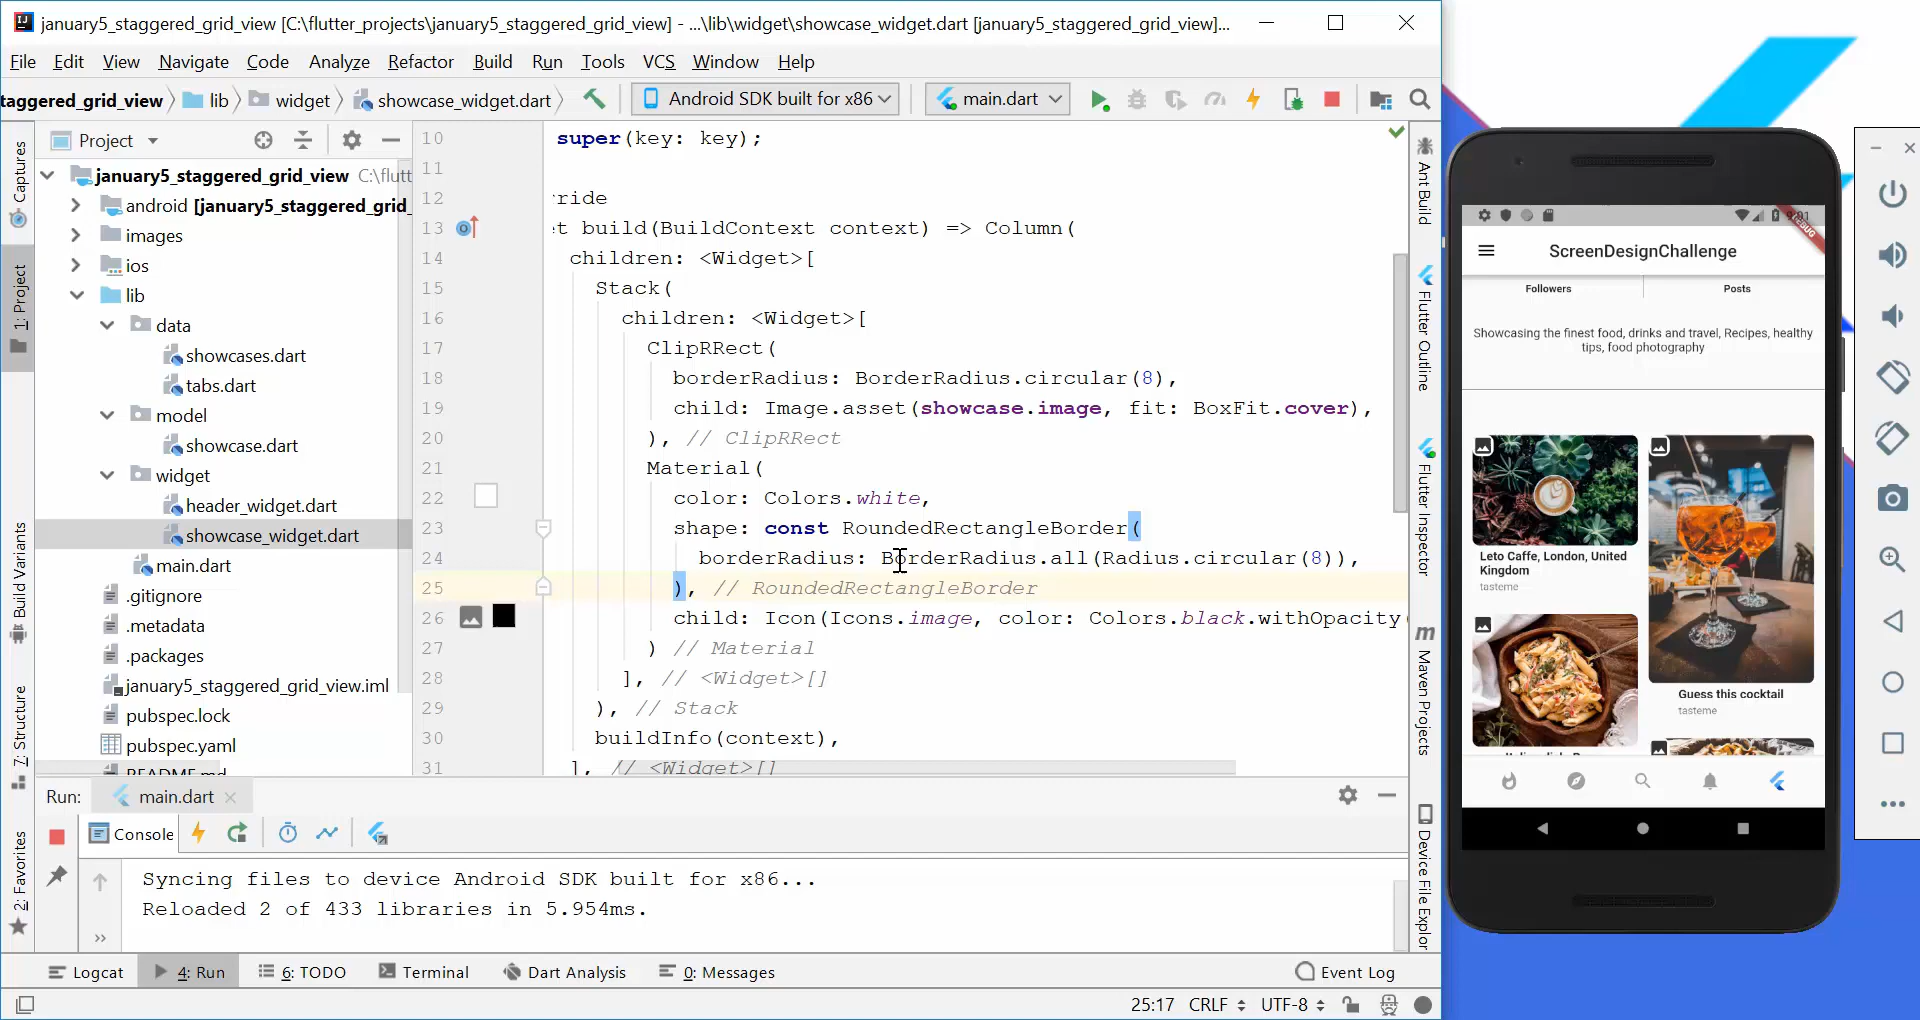 january5_staggered_grid_view [C:\flutter_projects\january5_staggered_grid_view] - ...\lib\widget\showcase_widget.dart [january5_staggered_grid_view]...
File Edit View Navigate Code Analyze Refactor Build Run Tools VCS Window Help
taggered_grid_view lib widget showcase_widget.dart Android SDK built for x86 main.dart
Captures
1: Project
Build Variants
7: Structure
2: Favorites
Project
january5_staggered_grid_view C:\flutt
android [january5_staggered_grid_
images
ios
lib
data
showcases.dart
tabs.dart
model
showcase.dart
widget
header_widget.dart
showcase_widget.dart
main.dart
.gitignore
.metadata
.packages
january5_staggered_grid_view.iml
pubspec.lock
pubspec.yaml
README.md
10 super(key: key);
11
12 rride
13 t build(BuildContext context) => Column(
14 children: <Widget>[
15 Stack(
16 children: <Widget>[
17 ClipRRect(
18 borderRadius: BorderRadius.circular(8),
19 child: Image.asset(showcase.image, fit: BoxFit.cover),
20 ), // ClipRRect
21 Material(
22 color: Colors.white,
23 shape: const RoundedRectangleBorder(
24 borderRadius: BorderRadius.all(Radius.circular(8)),
25 ), // RoundedRectangleBorder
26 child: Icon(Icons.image, color: Colors.black.withOpacity(
27 ) // Material
28 ], // <Widget>[]
29 ), // Stack
30 buildInfo(context),
31 ], // <Widget>[]
Ant Build
Flutter Outline
Flutter Inspector
m Maven Projects
Device File Explor
Run: main.dart
Console
Syncing files to device Android SDK built for x86...
Reloaded 2 of 433 libraries in 5.954ms.
Logcat 4: Run 6: TODO Terminal Dart Analysis 0: Messages Event Log
25:17 CRLF UTF-8
DEBUG
ScreenDesignChallenge
Followers Posts
Showcasing the finest food, drinks and travel, Recipes, healthy
tips, food photography
Leto Caffe, London, United
Kingdom
tasteme
Guess this cocktail
tasteme